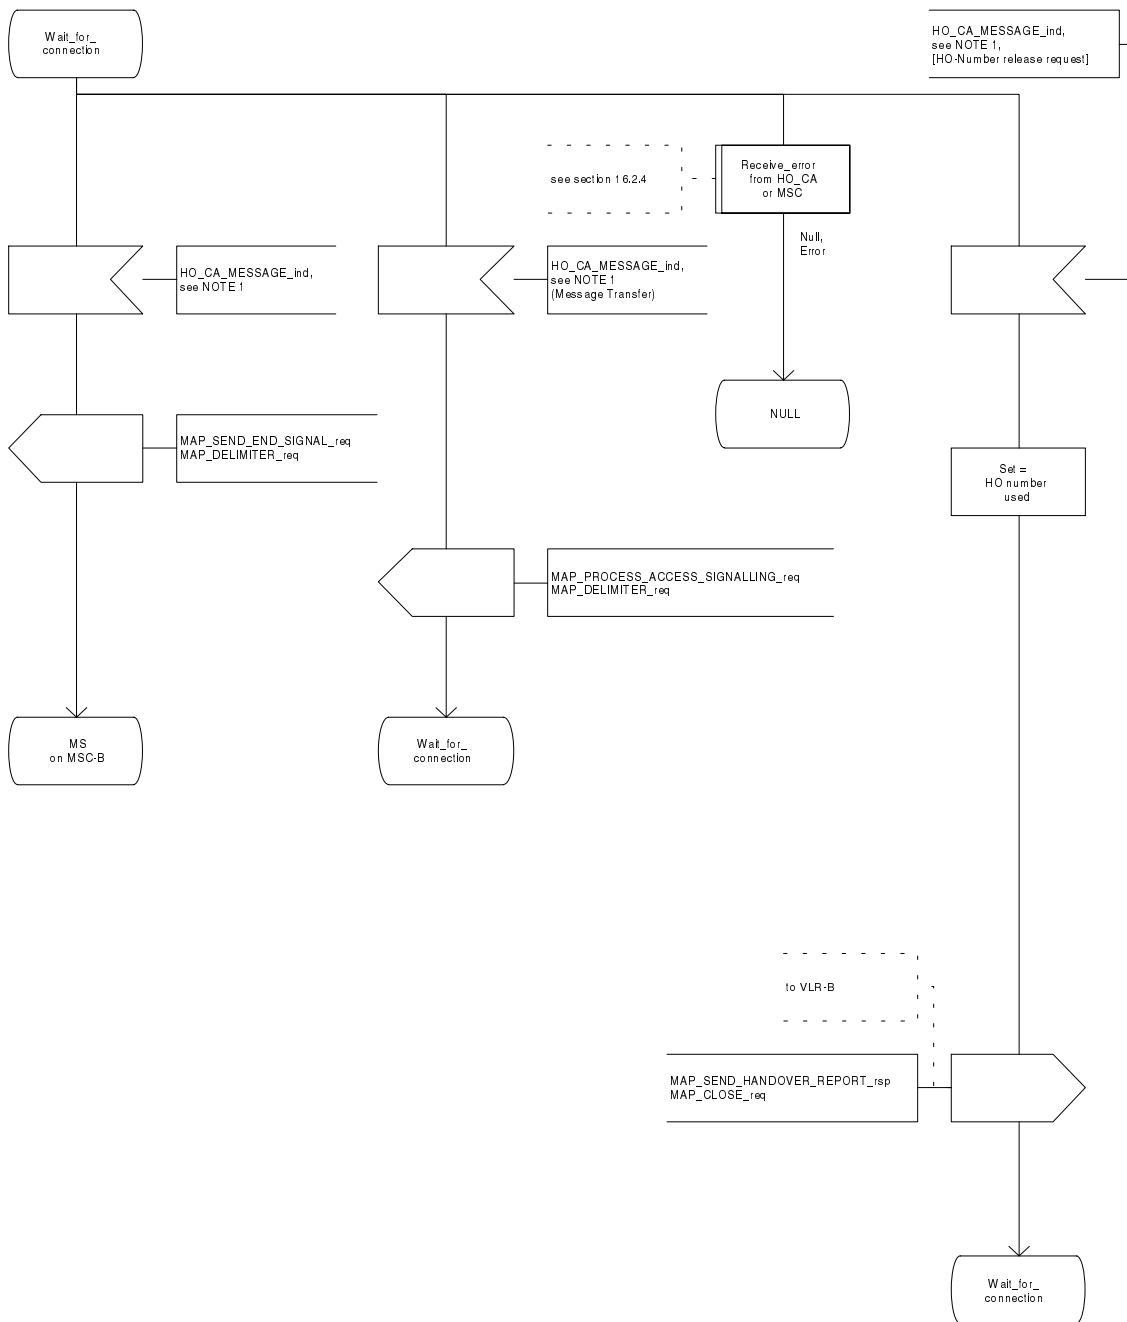 Wait_for_
connection
HO_CA_MESSAGE_ind,
see NOTE 1,
[HO-Number release request]
see section 16.2.4
Receive_error
from HO_CA
or MSC
Null,
Error
HO_CA_MESSAGE_ind,
see NOTE 1
HO_CA_MESSAGE_ind,
see NOTE 1
(Message Transfer)
NULL
MAP_SEND_END_SIGNAL_req
MAP_DELIMITER_req
Set =
HO number
used
MAP_PROCESS_ACCESS_SIGNALLING_req
MAP_DELIMITER_req
MS
on MSC-B
Wait_for_
connection
to VLR-B
MAP_SEND_HANDOVER_REPORT_rsp
MAP_CLOSE_req
Wait_for_
connection